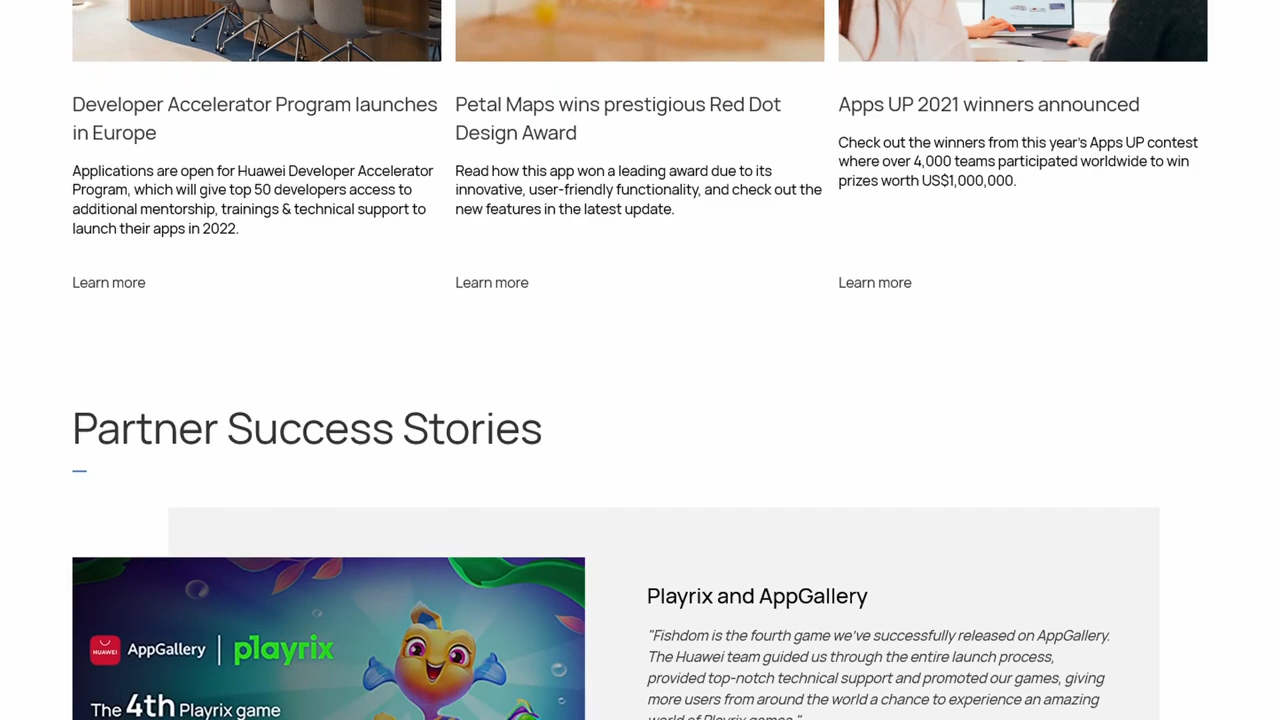 Developer Accelerator Program launches
in Europe
Applications are open for Huawei Developer Accelerator
Program, which will give top 50 developers access to
additional mentorship, trainings & technical support to
launch their apps in 2022.
Learn more
Petal Maps wins prestigious Red Dot
Design Award
Read how this app won a leading award due to its
innovative, user-friendly functionality, and check out the
new features in the latest update.
Learn more
Apps UP 2021 winners announced
Check out the winners from this year's Apps UP contest
where over 4,000 teams participated worldwide to win
prizes worth US$1,000,000.
Learn more
Partner Success Stories
HUAWEI
AppGallery | playrix
The 4th Playrix game
Playrix and AppGallery
"Fishdom is the fourth game we've successfully released on AppGallery.
The Huawei team guided us through the entire launch process,
provided top-notch technical support and promoted our games, giving
more users from around the world a chance to experience an amazing
world of Playrix games."